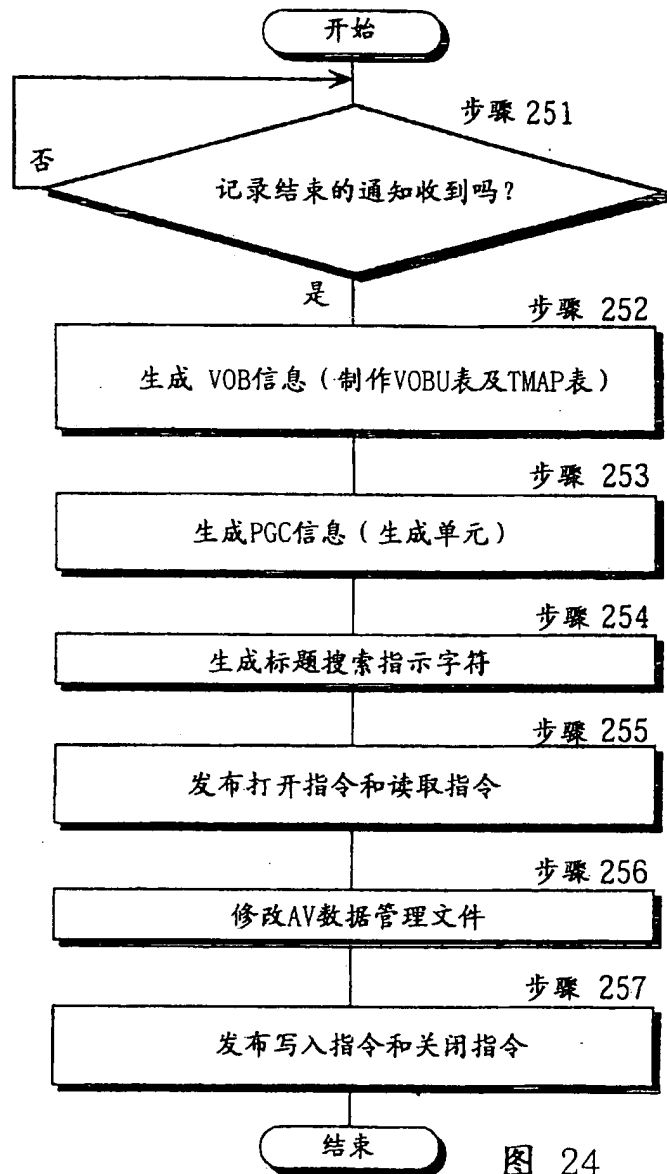 开始
步骤 251
否
记录结束的通知收到吗?
是
步骤 252
生成 VOB信息(制作VOBU表及TMAP表)
步骤 253
生成PGC信息(生成单元)
步骤 254
生成标题搜索指示字符
步骤 255
发布打开指令和读取指令
步骤 256
修改AV数据管理文件
步骤 257
发布写入指令和关闭指令
结束
图 24